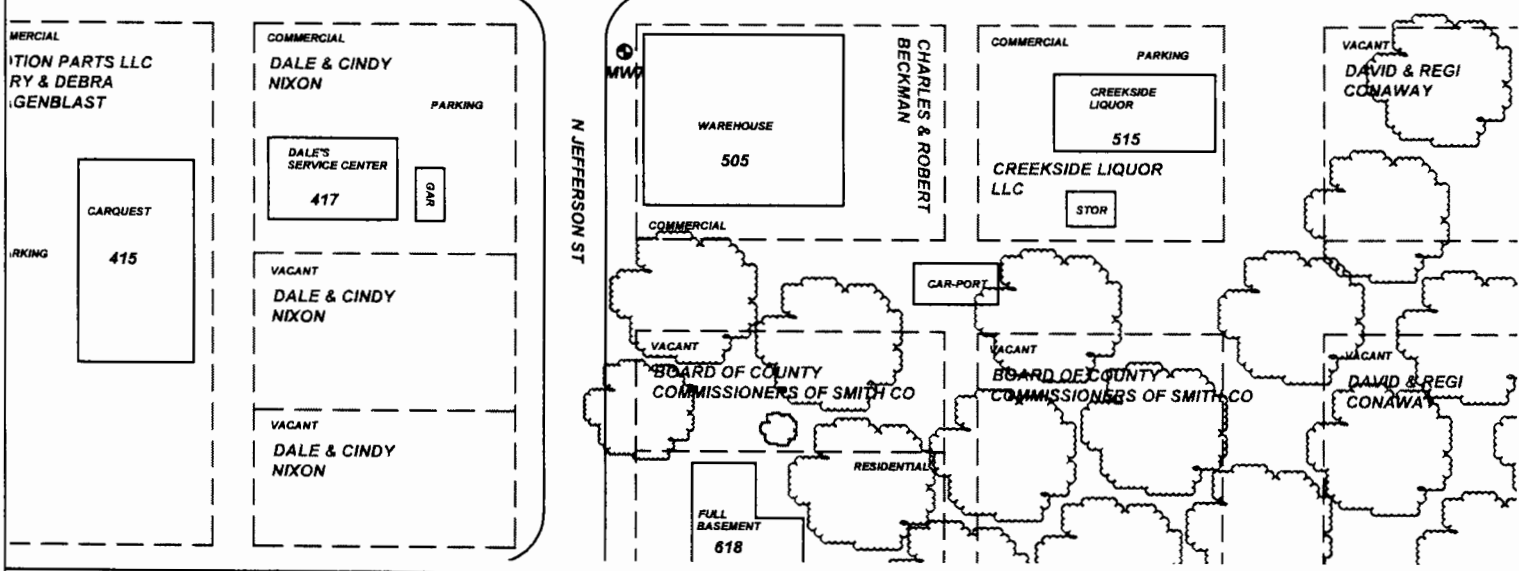 MERCIAL
TION PARTS LLC
RY & DEBRA
GENBLAST
CARQUEST
415
RKING
COMMERCIAL
DALE & CINDY
NIXON
PARKING
DALE'S
SERVICE CENTER
417
GAR
VACANT
DALE & CINDY
NIXON
VACANT
DALE & CINDY
NIXON
N JEFFERSON ST
MW7
WAREHOUSE
505
CHARLES & ROBERT
BECKMAN
COMMERCIAL
COMMERCIAL
PARKING
CREEKSIDE
LIQUOR
515
CREEKSIDE LIQUOR
LLC
STOR
CAR-PORT
VACANT
DAVID & REGI
CONAWAY
VACANT
BOARD OF COUNTY
COMMISSIONERS OF SMITH CO
VACANT
BOARD OF COUNTY
COMMISSIONERS OF SMITH CO
VACANT
DAVID & REGI
CONAWAY
RESIDENTIAL
FULL
BASEMENT
618